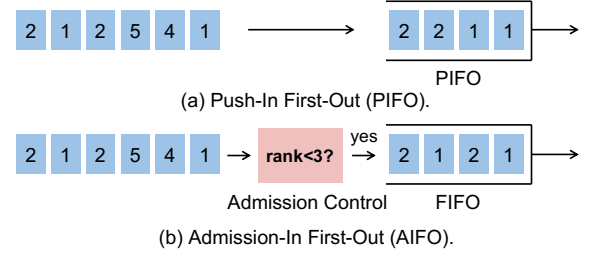 2 1 2 5 4 1 2 2 1 1
PIFO
(a) Push-In First-Out (PIFO).
yes
2 1 2 5 4 1 rank<3? 2 1 2 1
Admission Control FIFO
(b) Admission-In First-Out (AIFO).